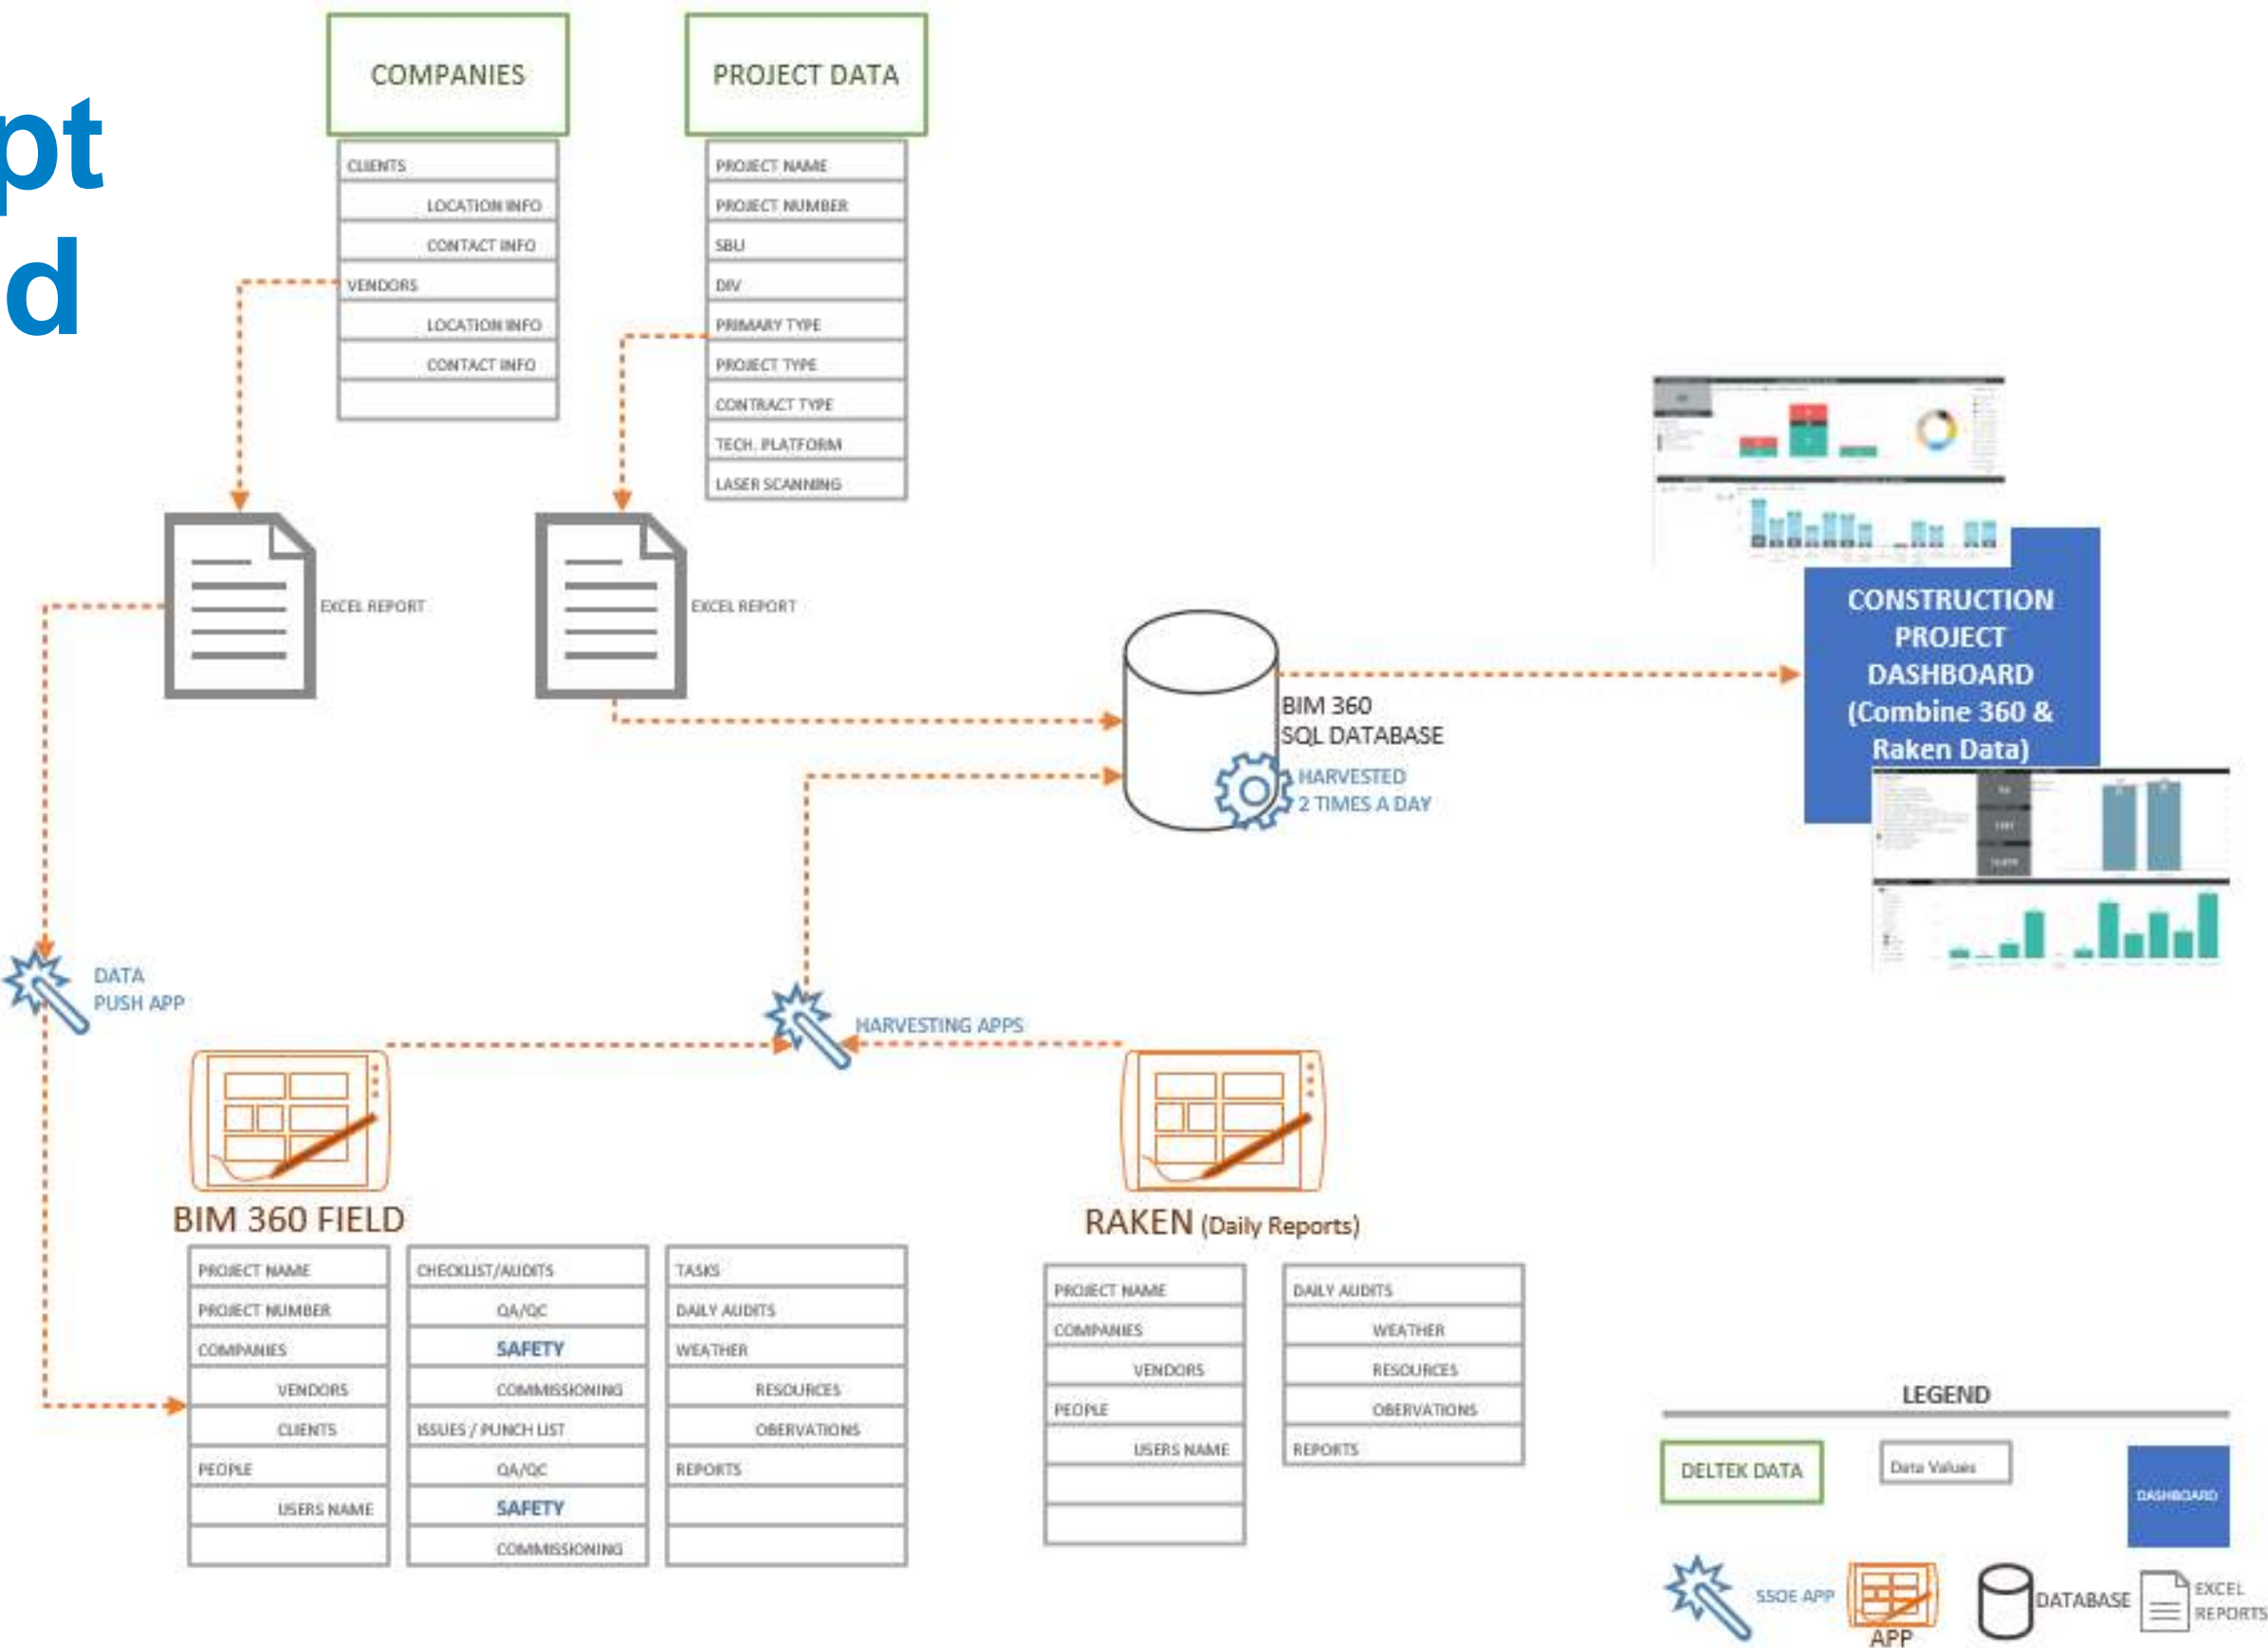 pt
d
COMPANIES
CLIENTS
LOCATION INFO
CONTACT INFO
VENDORS
LOCATION INFO
CONTACT INFO
PROJECT DATA
PROJECT NAME
PROJECT NUMBER
SBU
DIV
PRIMARY TYPE
PROJECT TYPE
CONTRACT TYPE
TECH. PLATFORM
LASER SCANNING
EXCEL REPORT
EXCEL REPORT
BIM 360
SQL DATABASE
HARVESTED
2 TIMES A DAY
CONSTRUCTION
PROJECT
DASHBOARD
(Combine 360 &
Raken Data)
DATA
PUSH APP
HARVESTING APPS
BIM 360 FIELD
PROJECT NAME
PROJECT NUMBER
COMPANIES
VENDORS
CLIENTS
PEOPLE
USERS NAME
CHECKLIST/AUDITS
QA/QC
SAFETY
COMMISSIONING
ISSUES / PUNCH LIST
QA/QC
SAFETY
COMMISSIONING
TASKS
DAILY AUDITS
WEATHER
RESOURCES
OBERVATIONS
REPORTS
RAKEN (Daily Reports)
PROJECT NAME
COMPANIES
VENDORS
PEOPLE
USERS NAME
DAILY AUDITS
WEATHER
RESOURCES
OBERVATIONS
REPORTS
LEGEND
DELTEK DATA
Data Values
DASHBOARD
SSOE APP
APP
DATABASE
EXCEL
REPORTS